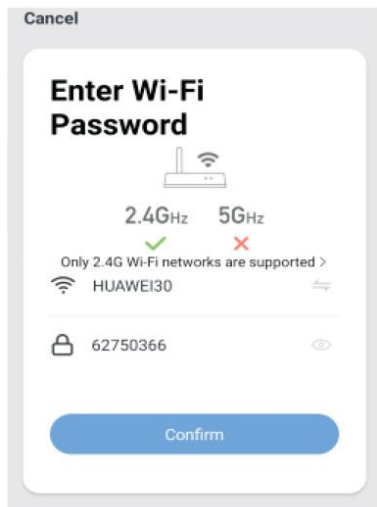 Cancel
Enter Wi-Fi
Password
2.4GHz 5GHz
Only 2.4G Wi-Fi networks are supported >
HUAWEI30
62750366
Confirm